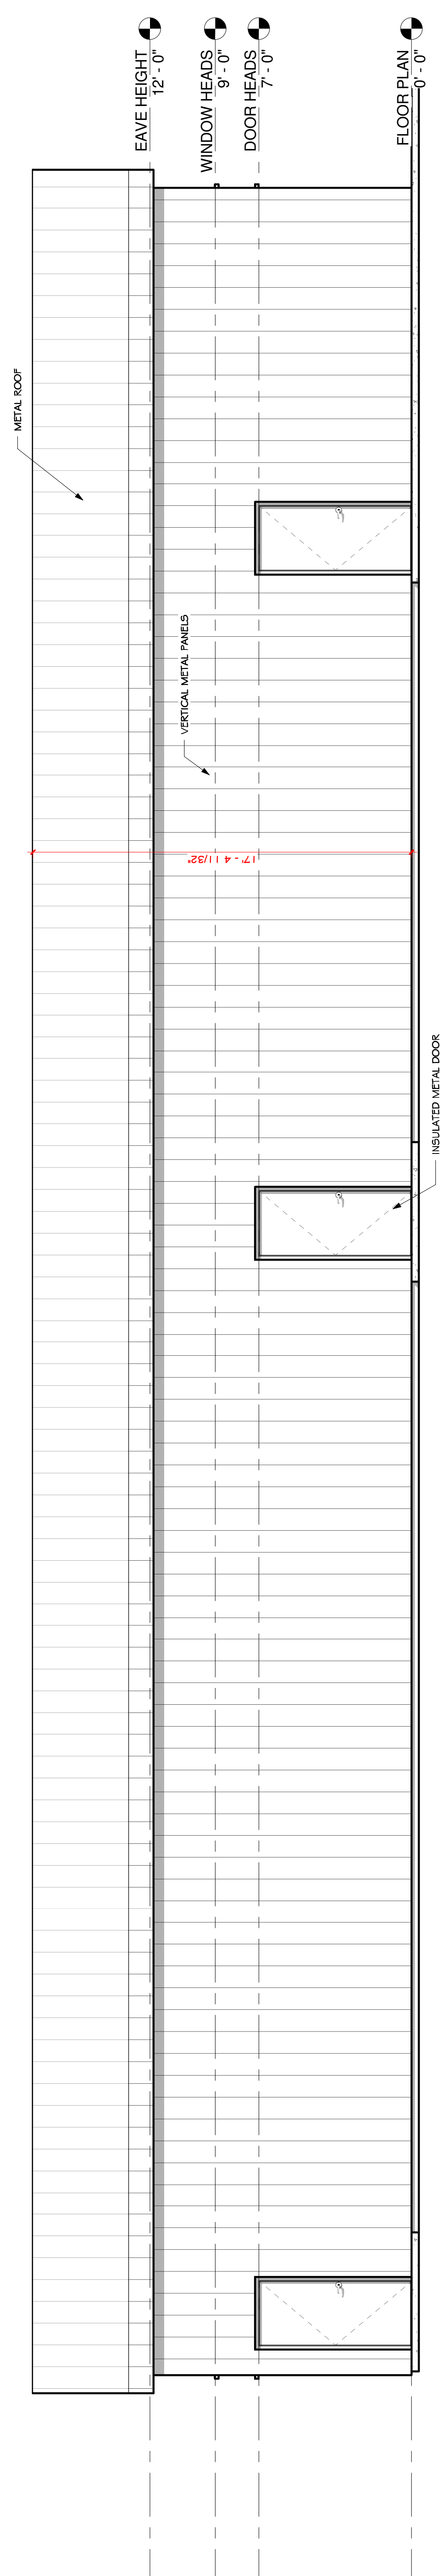 EAVE HEIGHT
12' - 0"
WINDOW HEADS
9' - 0"
DOOR HEADS
7' - 0"
FLOOR PLAN
0' - 0"
METAL ROOF
VERTICAL METAL PANELS
17' - 4 11/32"
INSULATED METAL DOOR